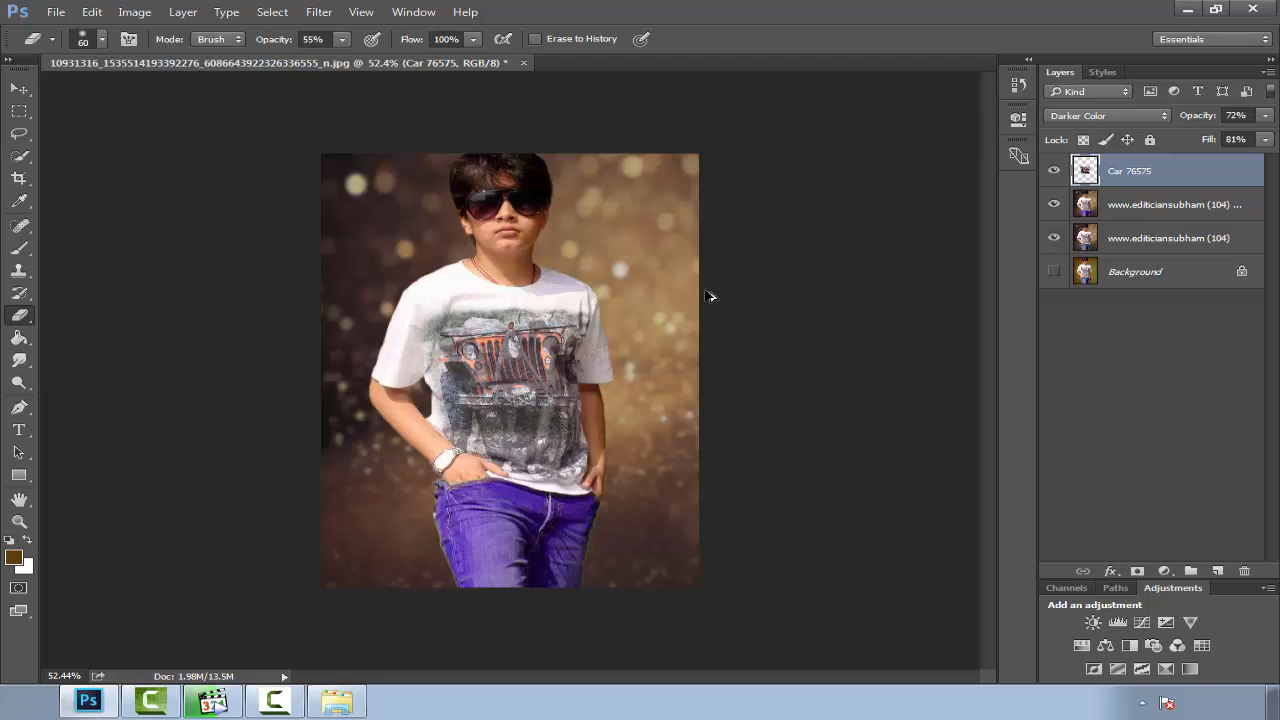 Ps File Edit Image Layer Type Select Filter View Window Help
60 Mode: Brush Opacity: 55% Flow: 100% Erase to History Essentials
10931316_1535514193392276_6086643922326336555_n.jpg @ 52.4% (Car 76575, RGB/8) * ×
Layers Styles
Kind
Darker Color Opacity: 72%
Lock: Fill: 81%
Car 76575
www.editiciansubham (104) ...
www.editiciansubham (104)
Background
Channels Paths Adjustments
Add an adjustment
52.44% Doc: 1.98M/13.5M
Ps